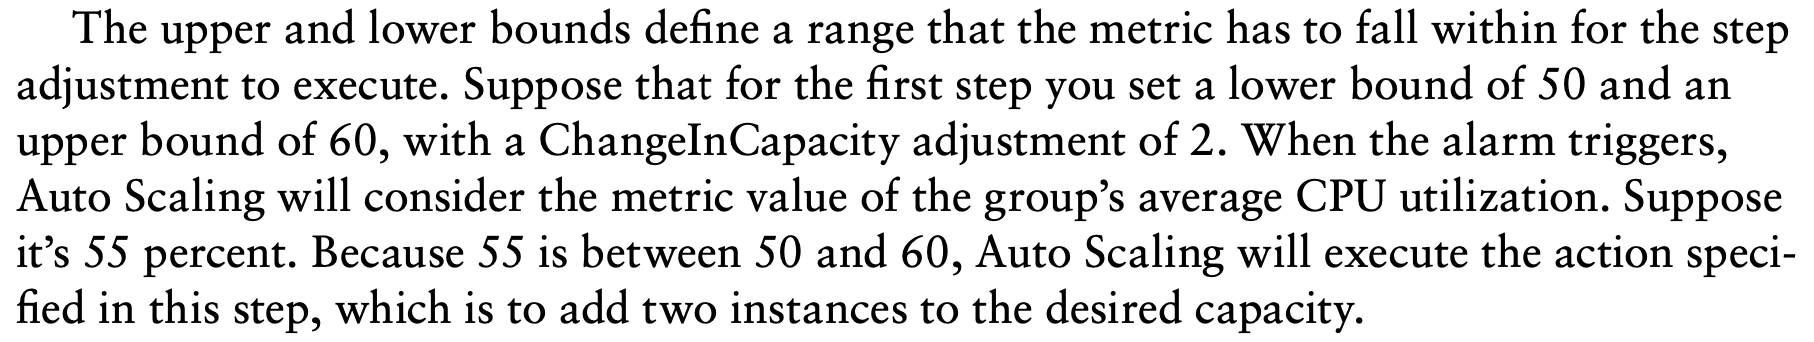 The upper and lower bounds define a range that the metric has to fall within for the step
adjustment to execute. Suppose that for the first step you set a lower bound of 50 and an
upper bound of 60, with a ChangeInCapacity adjustment of 2. When the alarm triggers,
Auto Scaling will consider the metric value of the group’s average CPU utilization. Suppose
it’s 55 percent. Because 55 is between 50 and 60, Auto Scaling will execute the action speci-
fied in this step, which is to add two instances to the desired capacity.